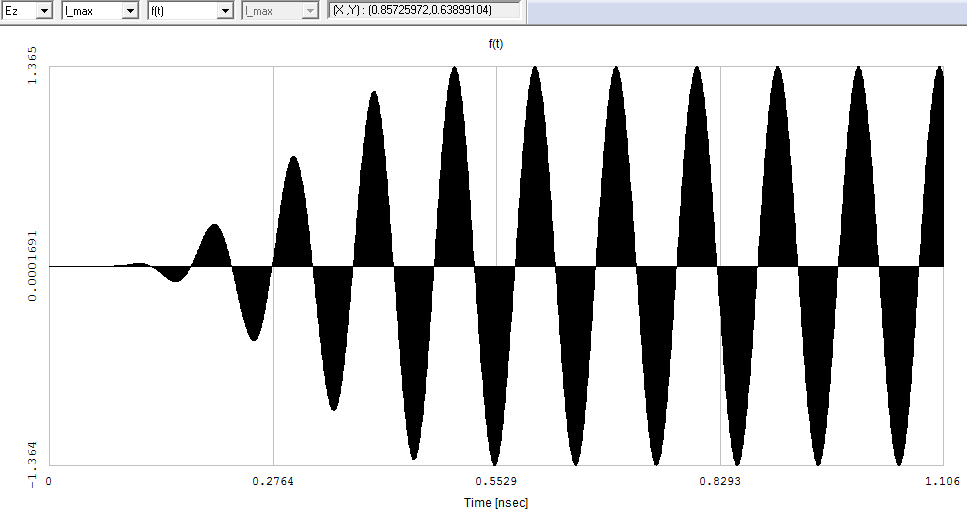 Ez I_max f(t) I_max (X ,Y) : (0.85725972,0.63899104)
f(t)
1.365
0.0001691
-1.364
0 0.2764 0.5529 0.8293 1.106
Time [nsec]